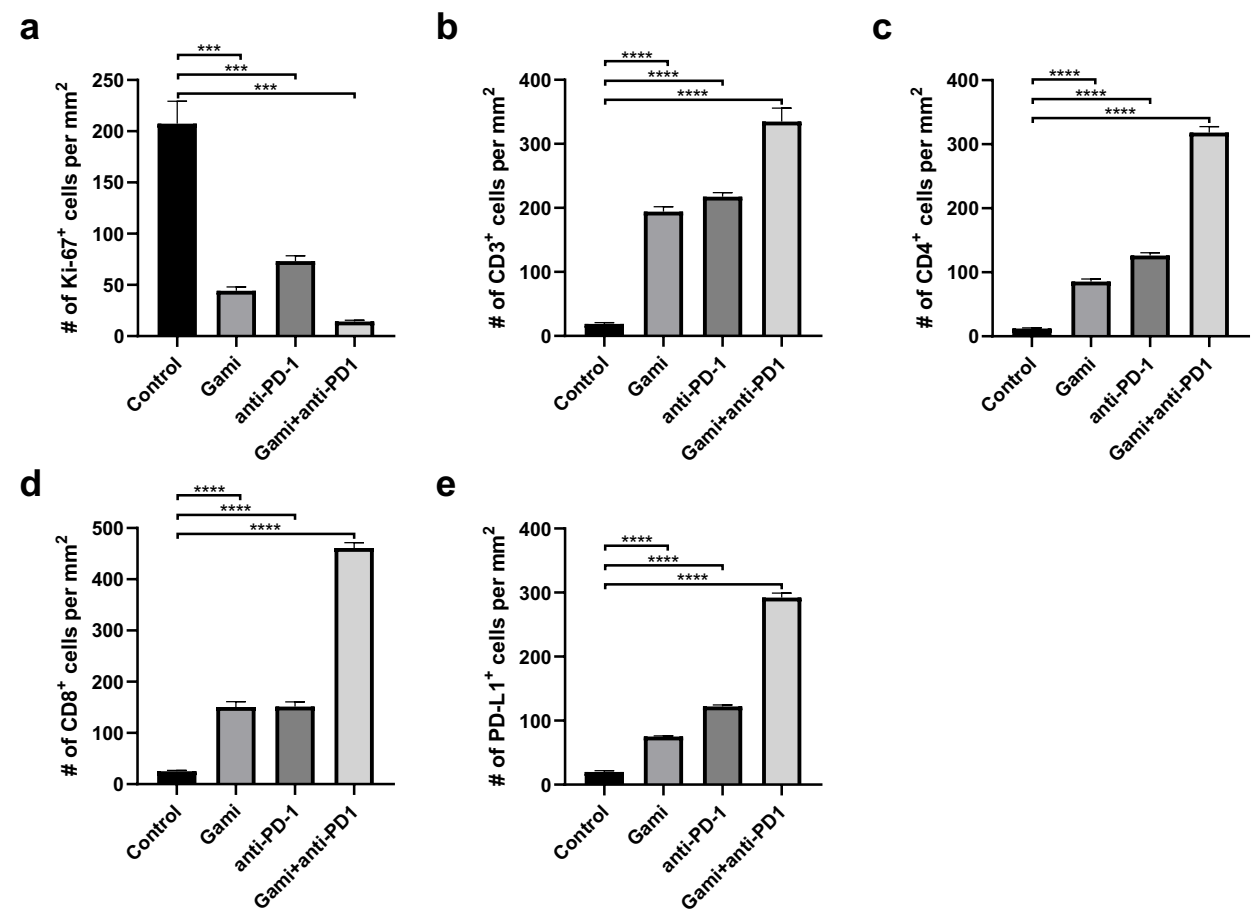 a
***
***
***
# of Ki-67+ cells per mm2
250
200
150
100
50
0
Control
Gami
anti-PD-1
Gami+anti-PD1
b
****
****
****
# of CD3+ cells per mm2
400
300
200
100
0
Control
Gami
anti-PD-1
Gami+anti-PD1
c
****
****
****
# of CD4+ cells per mm2
400
300
200
100
0
Control
Gami
anti-PD-1
Gami+anti-PD1
d
****
****
****
# of CD8+ cells per mm2
500
400
300
200
100
0
Control
Gami
anti-PD-1
Gami+anti-PD1
e
****
****
****
# of PD-L1+ cells per mm2
400
300
200
100
0
Control
Gami
anti-PD-1
Gami+anti-PD1